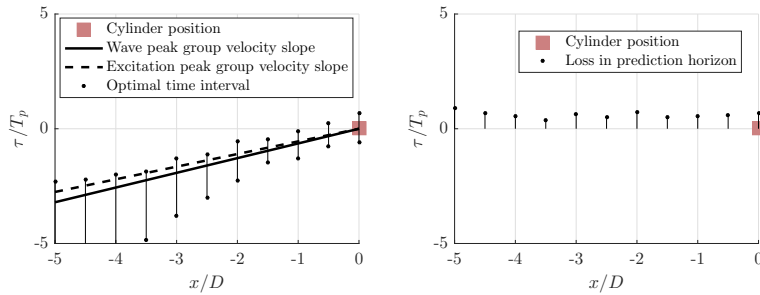 5
Cylinder position
Wave peak group velocity slope
Excitation peak group velocity slope
Optimal time interval
τ/T_p
0
-5
-5 -4 -3 -2 -1 0
x/D
5
Cylinder position
Loss in prediction horizon
τ/T_p
0
-5
-5 -4 -3 -2 -1 0
x/D